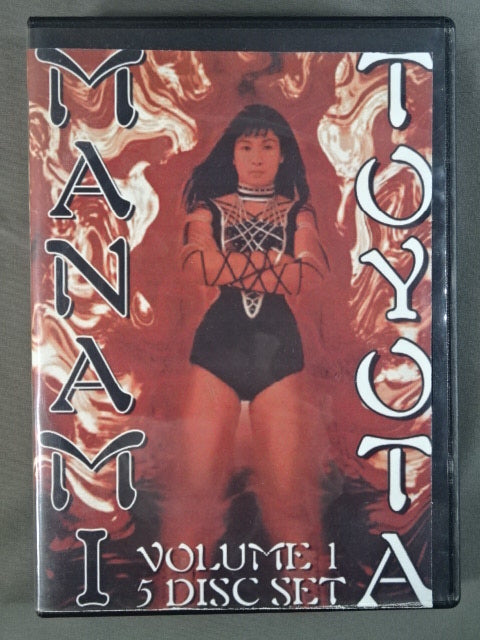 MANAMI
TOYOTA
VOLUME 1
5 DISC SET